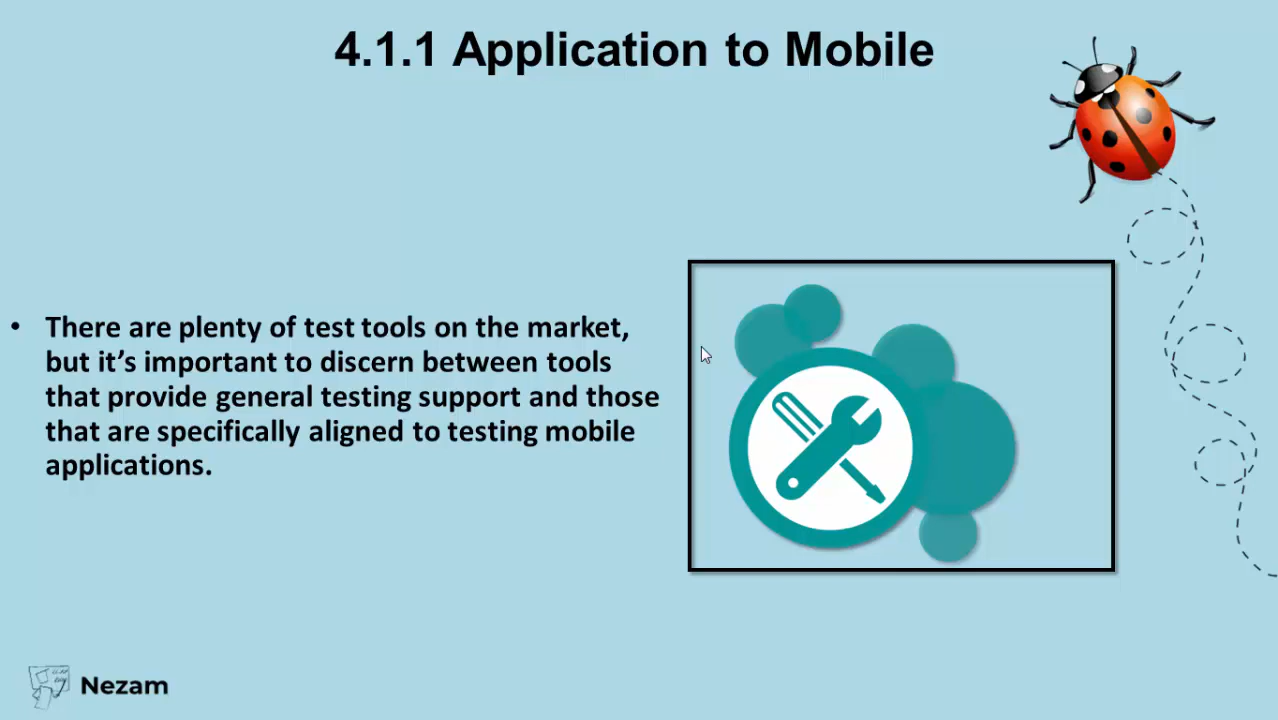 4.1.1 Application to Mobile
• There are plenty of test tools on the market,
but it’s important to discern between tools
that provide general testing support and those
that are specifically aligned to testing mobile
applications.
Nezam